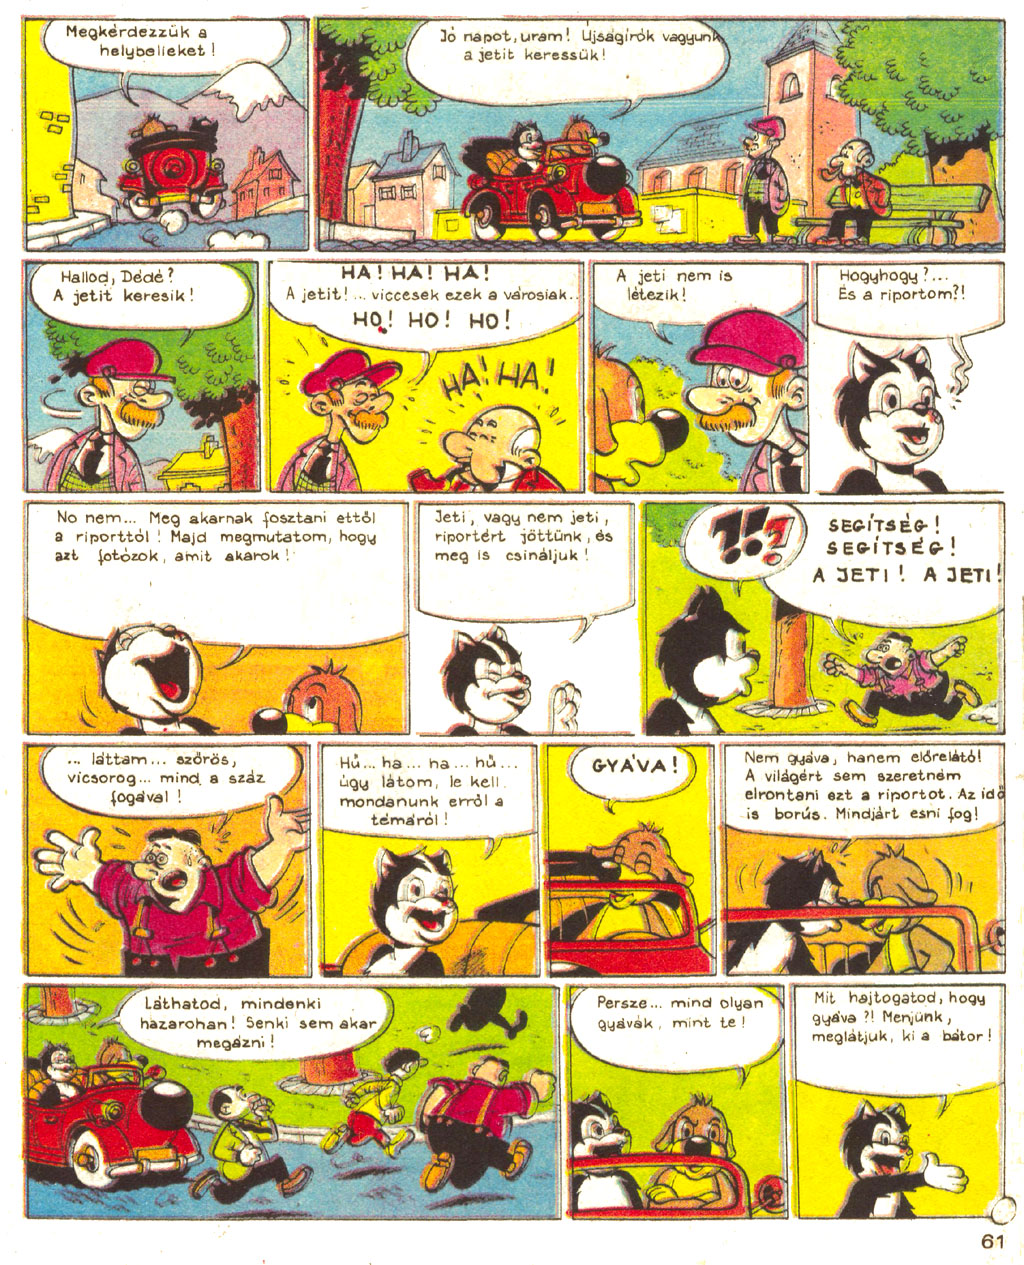 Megkérdezzük a
helybelieket!
Jó napot, uram! Ujságírók vagyunk
a jetit keressük!
Hallod, Dédé?
A jetit keresik!
HA! HA! HA!
A jetit! .. viccesek ezek a városiak..
HO! HO! HO!
HA! HA!
A jeti nem is
létezik!
Hogyhogy?...
És a riportom?!
No nem... Meg akarnak fosztani ettől
a riporttól! Majd megmutatom, hogy
azt fotózok, amit akarok!
Jeti, vagy nem jeti,
riportért jöttünk, és
meg is csináljuk!
?!!?
SEGÍTSÉG!
SEGÍTSÉG!
A JETI! A JETI!
... láttam... szőrös,
vicsorog... mind a száz
fogával!
Hű... ha... ha... hű...
úgy látom, le kell
mondanunk erről a
témáról!
GYÁVA!
Nem gyáva, hanem előrelátó!
A világért sem szeretném
elrontani ezt a riportot. Az idő
is borús. Mindjárt esni fog!
Láthatod, mindenki
hazarohan! Senki sem akar
megázni!
Persze... mind olyan
gyávák, mint te!
Mit hajtogatod, hogy
gyáva?! Menjünk,
meglátjuk, ki a bátor!
61